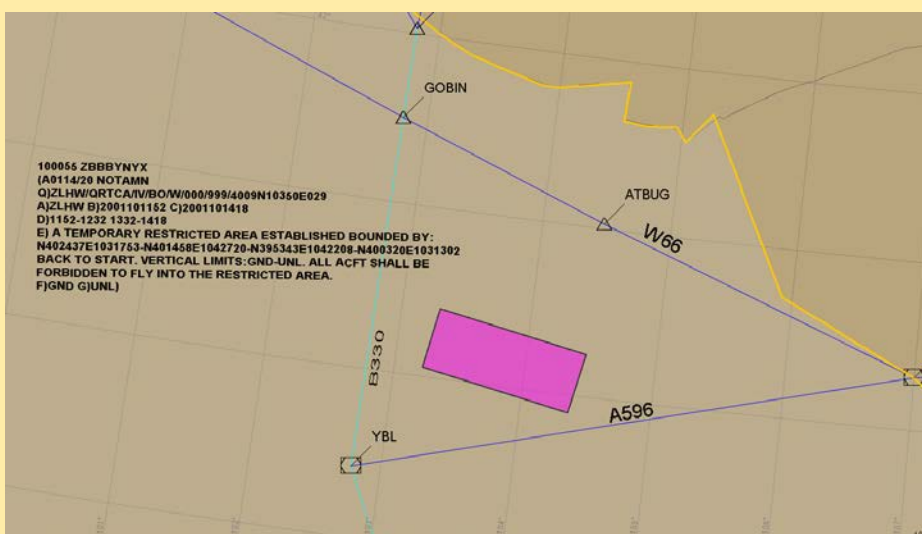 GOBIN
100055 ZBBBYNYX
(A0114/20 NOTAMN
Q)ZLHW/QRTCA/IV/BO/W/000/999/4009N10350E029
A)ZLHW B)2001101152 C)2001101418
D)1152-1232 1332-1418
E) A TEMPORARY RESTRICTED AREA ESTABLISHED BOUNDED BY:
N402437E1031753-N401458E1042720-N395343E1042208-N400320E1031302
BACK TO START. VERTICAL LIMITS:GND-UNL. ALL ACFT SHALL BE
FORBIDDEN TO FLY INTO THE RESTRICTED AREA.
F)GND G)UNL)
ATBUG
W66
B330
A596
YBL